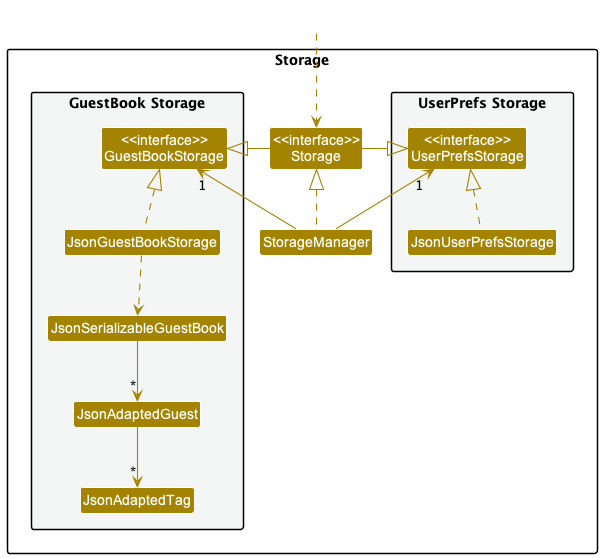 Storage
GuestBook Storage
UserPrefs Storage
<<interface>>
GuestBookStorage
<<interface>>
Storage
<<interface>>
UserPrefsStorage
1
1
JsonGuestBookStorage
StorageManager
JsonUserPrefsStorage
JsonSerializableGuestBook
*
JsonAdaptedGuest
*
JsonAdaptedTag